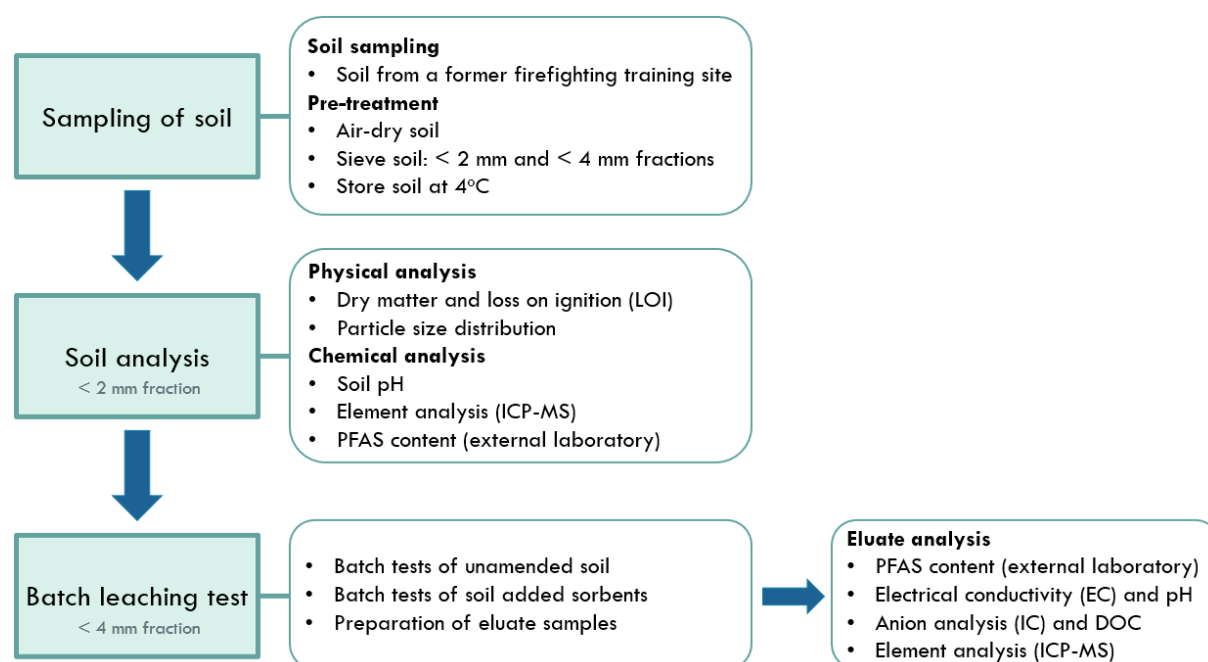 Sampling of soil
Soil sampling
• Soil from a former firefighting training site
Pre-treatment
• Air-dry soil
• Sieve soil: < 2 mm and < 4 mm fractions
• Store soil at 4°C
Soil analysis
< 2 mm fraction
Physical analysis
• Dry matter and loss on ignition (LOI)
• Particle size distribution
Chemical analysis
• Soil pH
• Element analysis (ICP-MS)
• PFAS content (external laboratory)
Batch leaching test
< 4 mm fraction
• Batch tests of unamended soil
• Batch tests of soil added sorbents
• Preparation of eluate samples
Eluate analysis
• PFAS content (external laboratory)
• Electrical conductivity (EC) and pH
• Anion analysis (IC) and DOC
• Element analysis (ICP-MS)